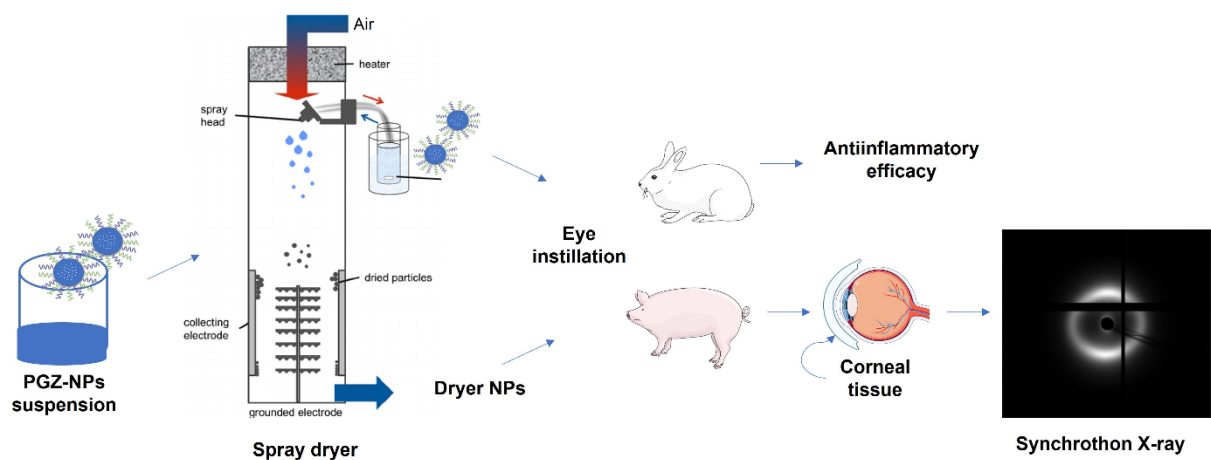 Air
heater
spray
head
dried particles
collecting
electrode
grounded electrode
Spray dryer
PGZ-NPs
suspension
Dryer NPs
Eye
instillation
Antiinflammatory
efficacy
Corneal
tissue
Synchrothon X-ray